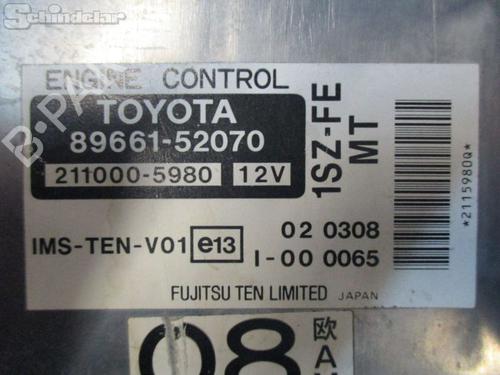 Schindelar
ENGINE CONTROL
TOYOTA
89661-52070
211000-5980 12V
1SZ-FE
MT
*2115980Q*
IMS-TEN-V01 e13
02 0308
I-00 0065
FUJITSU TEN LIMITED JAPAN
08
欧